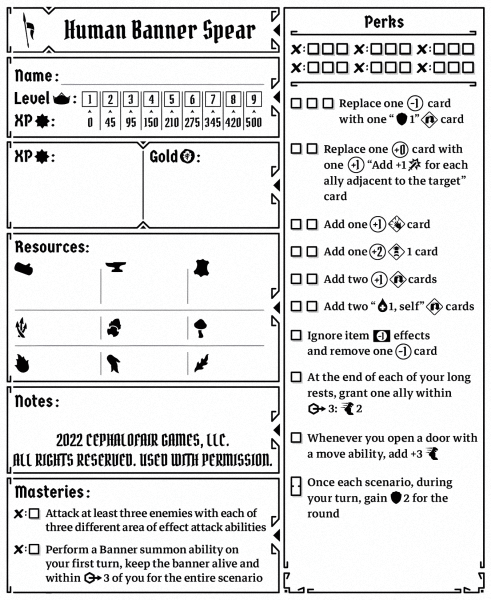 Human Banner Spear
Name:
Level :
1 2 3 4 5 6 7 8 9
XP :
0 45 95 150 210 275 345 420 500
XP :
Gold :
Resources:
Notes:
2022 CEPHALOFAIR GAMES, LLC.
ALL RIGHTS RESERVED. USED WITH PERMISSION.
Masteries:
Attack at least three enemies with each of
three different area of effect attack abilities
Perform a Banner summon ability on
your first turn, keep the banner alive and
within 3 of you for the entire scenario
Perks
Replace one -1 card
with one “ 1” card
Replace one +0 card with
one +1 “Add +1 for each
ally adjacent to the target”
card
Add one +1 card
Add one +2 1 card
Add two +1 cards
Add two “ 1, self” cards
Ignore item -1 effects
and remove one -1 card
At the end of each of your long
rests, grant one ally within
3: 2
Whenever you open a door with
a move ability, add +3
Once each scenario, during
your turn, gain 2 for the
round